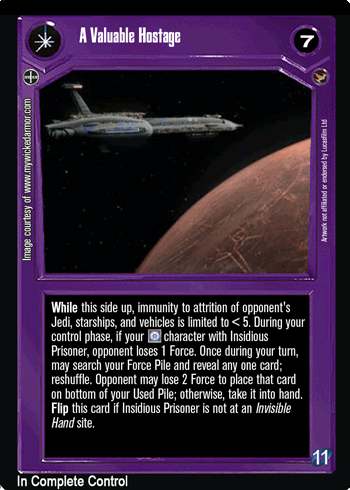 A Valuable Hostage
7
Image courtesy of www.mywickedarmor.com
Artwork not affiliated or endorsed by Lucasfilm Ltd
While this side up, immunity to attrition of opponent's
Jedi, starships, and vehicles is limited to < 5. During your
control phase, if your character with Insidious
Prisoner, opponent loses 1 Force. Once during your turn,
may search your Force Pile and reveal any one card;
reshuffle. Opponent may lose 2 Force to place that card
on bottom of your Used Pile; otherwise, take it into hand.
Flip this card if Insidious Prisoner is not at an Invisible
Hand site.
11
In Complete Control